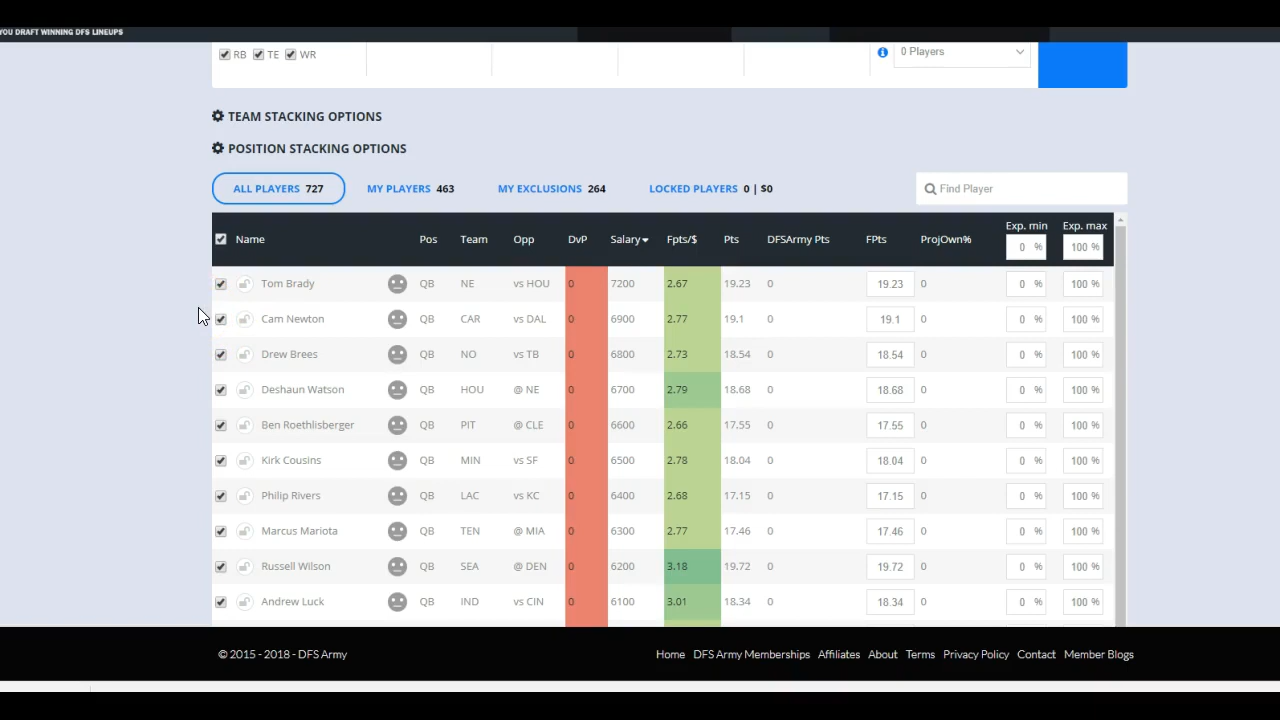 YOU DRAFT WINNING DFS LINEUPS
RB TE WR 0 Players
TEAM STACKING OPTIONS
POSITION STACKING OPTIONS
ALL PLAYERS 727 MY PLAYERS 463 MY EXCLUSIONS 264 LOCKED PLAYERS 0 | $0 Find Player
Name Pos Team Opp DvP Salary Fpts/$ Pts DFSArmy Pts FPts ProjOwn% Exp. min Exp. max
0 % 100 %
Tom Brady QB NE vs HOU 0 7200 2.67 19.23 0 19.23 0 0 % 100 %
Cam Newton QB CAR vs DAL 0 6900 2.77 19.1 0 19.1 0 0 % 100 %
Drew Brees QB NO vs TB 0 6800 2.73 18.54 0 18.54 0 0 % 100 %
Deshaun Watson QB HOU @ NE 0 6700 2.79 18.68 0 18.68 0 0 % 100 %
Ben Roethlisberger QB PIT @ CLE 0 6600 2.66 17.55 0 17.55 0 0 % 100 %
Kirk Cousins QB MIN vs SF 0 6500 2.78 18.04 0 18.04 0 0 % 100 %
Philip Rivers QB LAC vs KC 0 6400 2.68 17.15 0 17.15 0 0 % 100 %
Marcus Mariota QB TEN @ MIA 0 6300 2.77 17.46 0 17.46 0 0 % 100 %
Russell Wilson QB SEA @ DEN 0 6200 3.18 19.72 0 19.72 0 0 % 100 %
Andrew Luck QB IND vs CIN 0 6100 3.01 18.34 0 18.34 0 0 % 100 %
© 2015 - 2018 - DFS Army Home DFS Army Memberships Affiliates About Terms Privacy Policy Contact Member Blogs